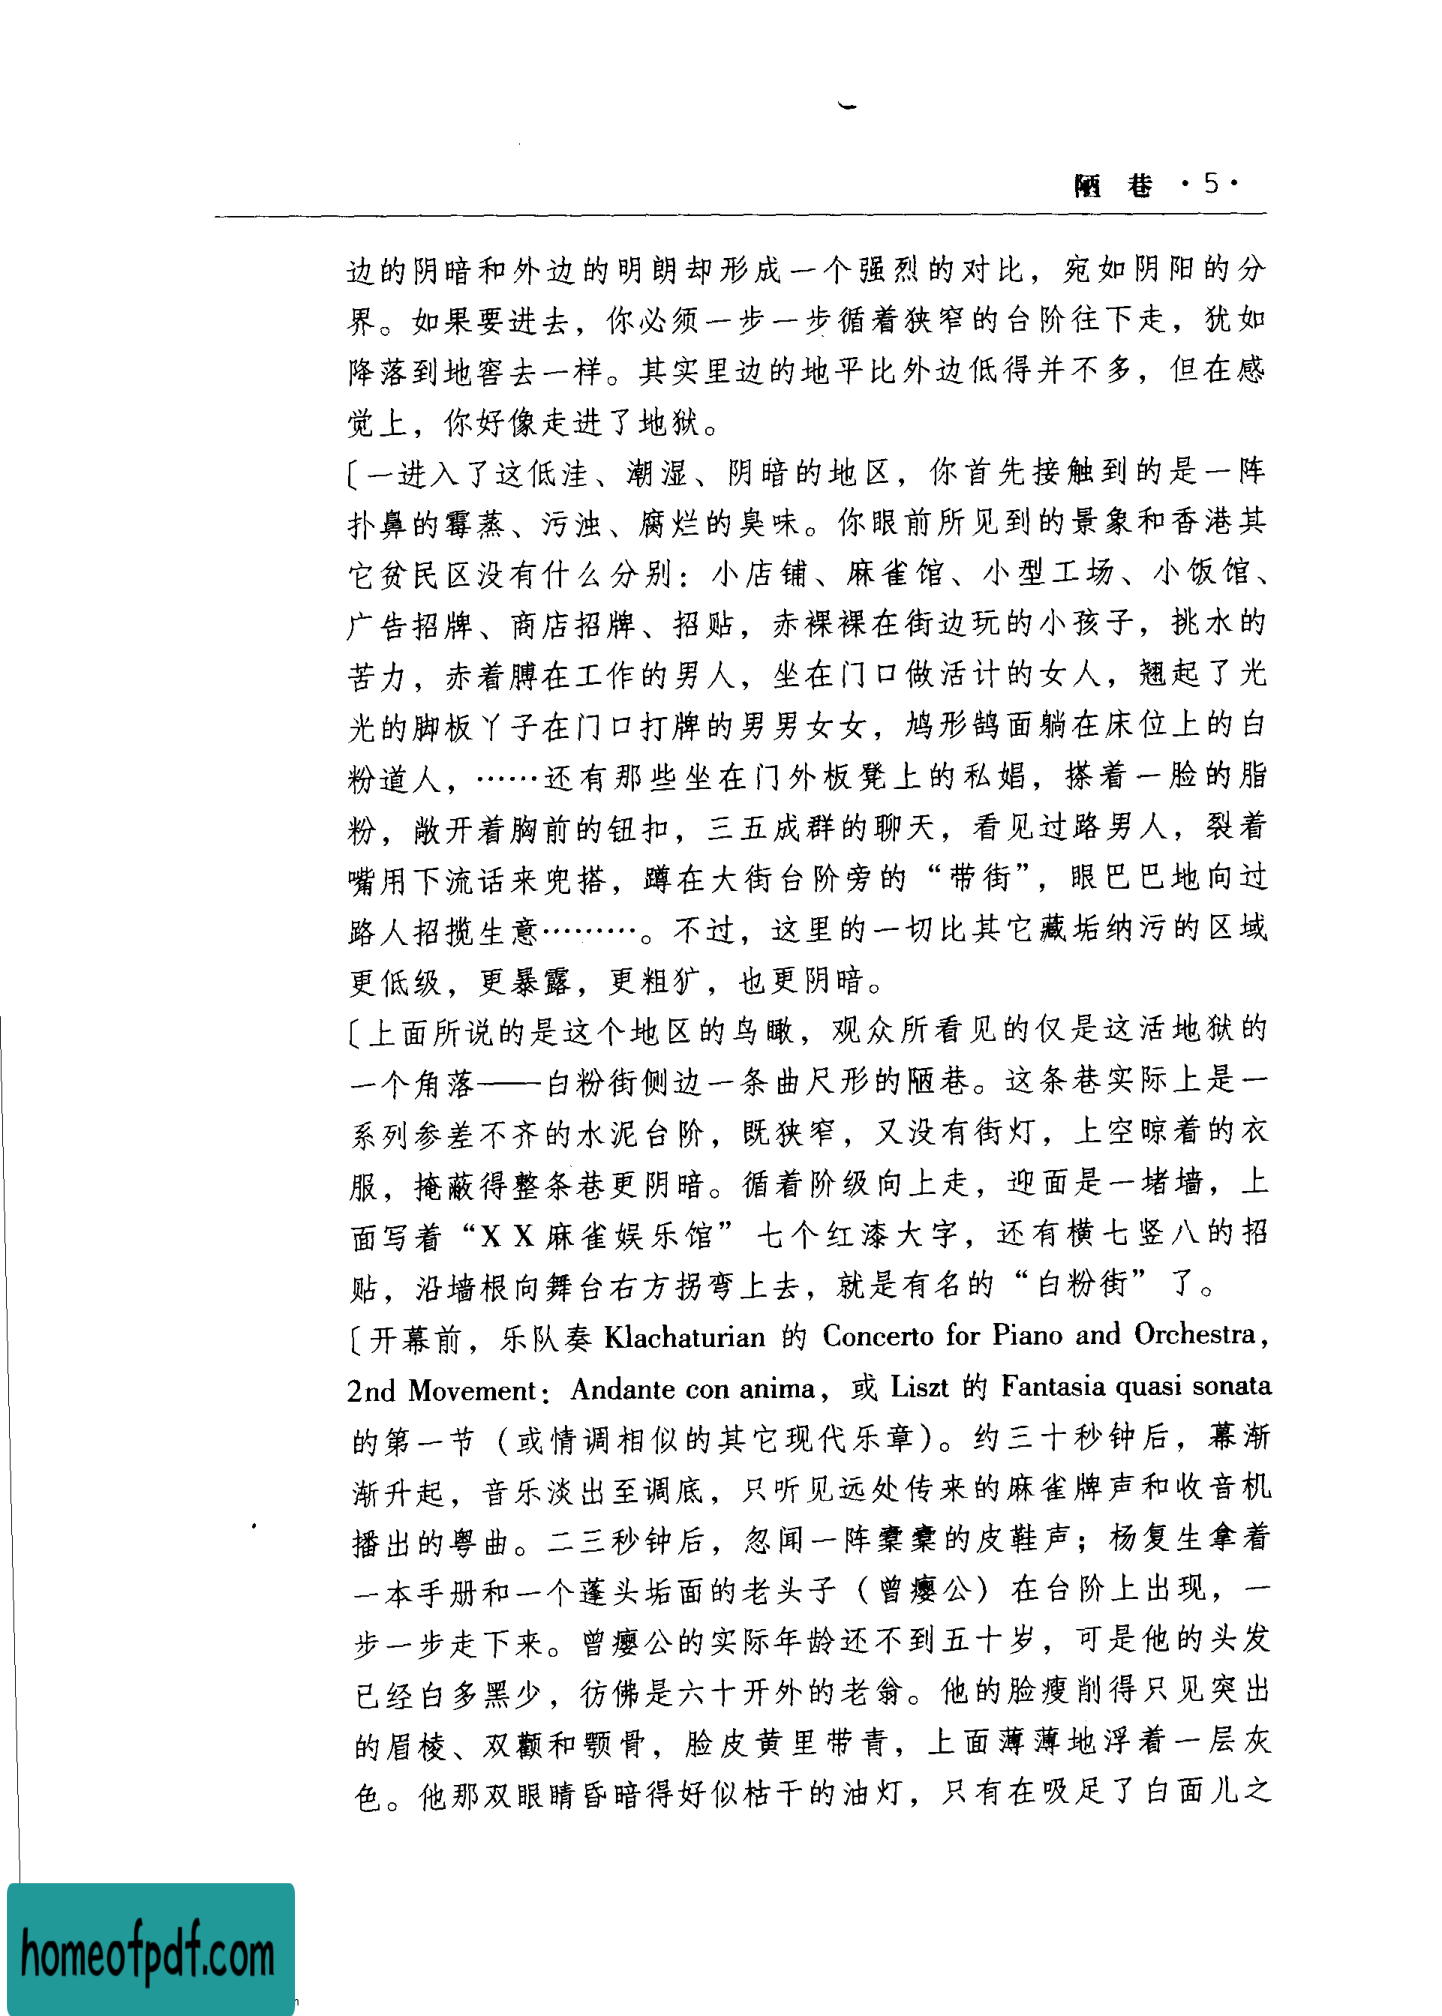 陋 巷 ·5·
边的阴暗和外边的明朗却形成一个强烈的对比，宛如阴阳的分
界。如果要进去，你必须一步一步循着狭窄的台阶往下走，犹如
降落到地窖去一样。其实里边的地平比外边低得并不多，但在感
觉上，你好像走进了地狱。
〔一进入了这低洼、潮湿、阴暗的地区，你首先接触到的是一阵
扑鼻的霉蒸、污浊、腐烂的臭味。你眼前所见到的景象和香港其
它贫民区没有什么分别：小店铺、麻雀馆、小型工场、小饭馆、
广告招牌、商店招牌、招贴，赤裸裸在街边玩的小孩子，挑水的
苦力，赤着膊在工作的男人，坐在门口做活计的女人，翘起了光
光的脚板丫子在门口打牌的男男女女，鸠形鹄面躺在床位上的白
粉道人，……还有那些坐在门外板凳上的私娼，搽着一脸的脂
粉，敞开着胸前的钮扣，三五成群的聊天，看见过路男人，裂着
嘴用下流话来兜搭，蹲在大街台阶旁的“带街”，眼巴巴地向过
路人招揽生意………。不过，这里的一切比其它藏垢纳污的区域
更低级，更暴露，更粗犷，也更阴暗。
〔上面所说的是这个地区的鸟瞰，观众所看见的仅是这活地狱的
一个角落——白粉街侧边一条曲尺形的陋巷。这条巷实际上是一
系列参差不齐的水泥台阶，既狭窄，又没有街灯，上空晾着的衣
服，掩蔽得整条巷更阴暗。循着阶级向上走，迎面是一堵墙，上
面写着“X X 麻雀娱乐馆” 七个红漆大字，还有横七竖八的招
贴，沿墙根向舞台右方拐弯上去，就是有名的“白粉街”了。
〔开幕前，乐队奏 Klachaturian 的 Concerto for Piano and Orchestra，
2nd Movement：Andante con anima，或 Liszt 的 Fantasia quasi sonata
的第一节（或情调相似的其它现代乐章）。约三十秒钟后，幕渐
渐升起，音乐淡出至调底，只听见远处传来的麻雀牌声和收音机
播出的粤曲。二三秒钟后，忽闻一阵橐橐的皮鞋声；杨复生拿着
一本手册和一个蓬头垢面的老头子（曾瘿公）在台阶上出现，一
步一步走下来。曾瘿公的实际年龄还不到五十岁，可是他的头发
已经白多黑少，彷佛是六十开外的老翁。他的脸瘦削得只见突出
的眉棱、双颧和颚骨，脸皮黄里带青，上面薄薄地浮着一层灰
色。他那双眼睛昏暗得好似枯干的油灯，只有在吸足了白面儿之
homeofpdf.com